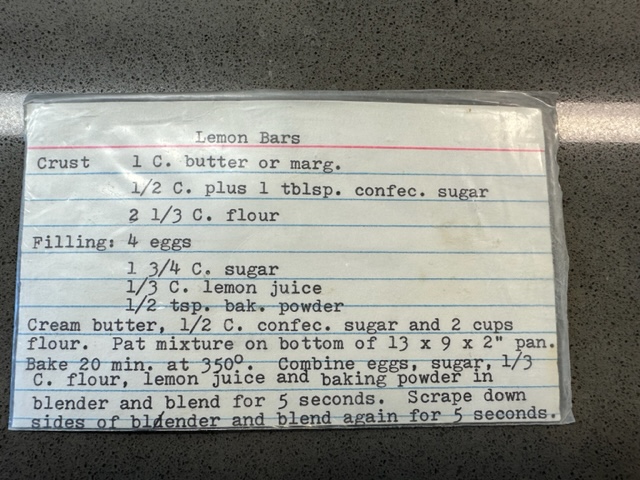 Lemon Bars
Crust 1 C. butter or marg.
1/2 C. plus 1 tblsp. confec. sugar
2 1/3 C. flour
Filling: 4 eggs
1 3/4 C. sugar
1/3 C. lemon juice
1/2 tsp. bak. powder
Cream butter, 1/2 C. confec. sugar and 2 cups
flour. Pat mixture on bottom of 13 x 9 x 2" pan.
Bake 20 min. at 350°. Combine eggs, sugar, 1/3
C. flour, lemon juice and baking powder in
blender and blend for 5 seconds. Scrape down
sides of blender and blend again for 5 seconds.